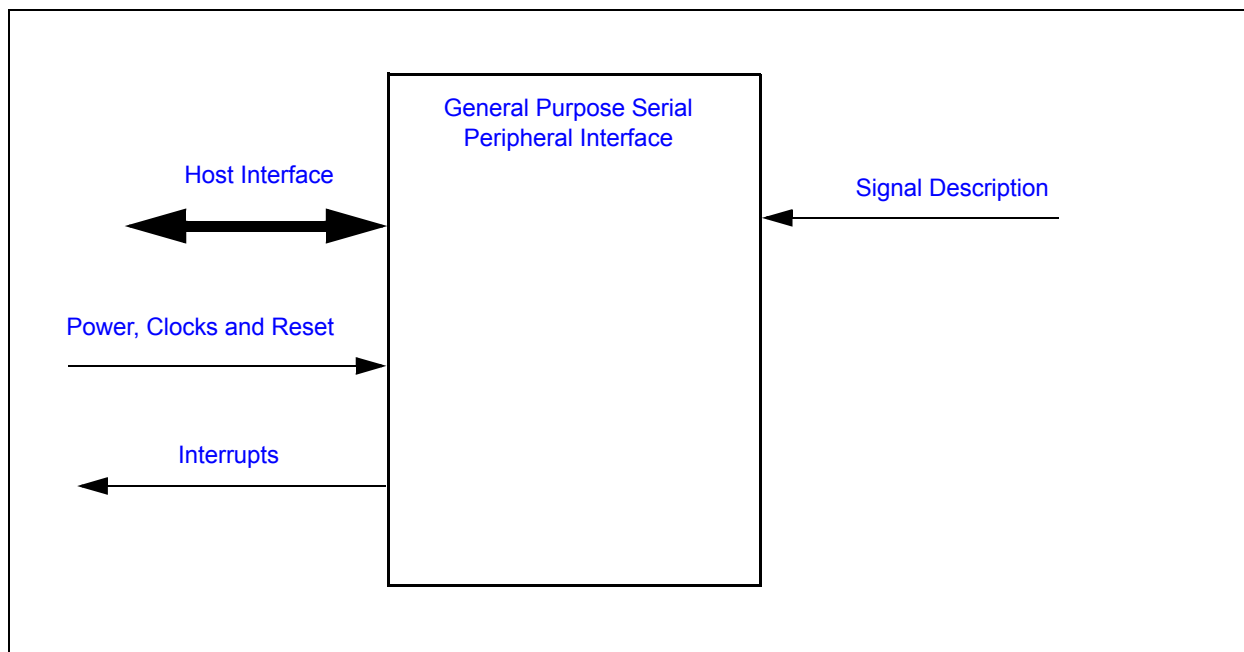 General Purpose Serial
Peripheral Interface
Host Interface
Signal Description
Power, Clocks and Reset
Interrupts